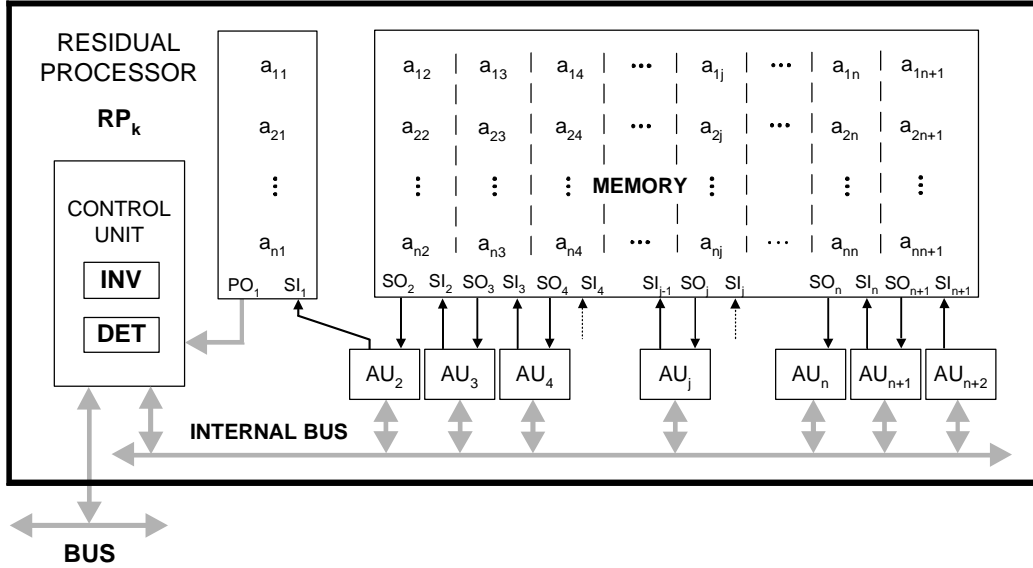 RESIDUAL
PROCESSOR
RP_k
CONTROL
UNIT
INV
DET
a_11
a_21
⋮
a_n1
PO_1 SI_1
a_12 a_13 a_14 ··· a_1j ··· a_1n a_1n+1
a_22 a_23 a_24 ··· a_2j ··· a_2n a_2n+1
⋮ ⋮ ⋮ MEMORY ⋮ ⋮ ⋮
a_n2 a_n3 a_n4 ··· a_nj ··· a_nn a_nn+1
SO_2 SI_2 SO_3 SI_3 SO_4 SI_4 SI_j-1 SO_j SI_j SO_n SI_n SO_n+1 SI_n+1
AU_2 AU_3 AU_4 AU_j AU_n AU_n+1 AU_n+2
INTERNAL BUS
BUS